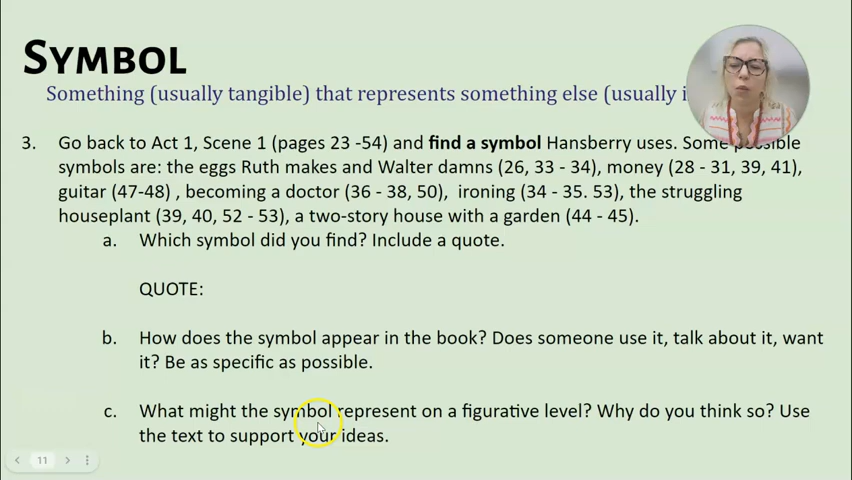 SYMBOL
Something (usually tangible) that represents something else (usually i
3. Go back to Act 1, Scene 1 (pages 23 -54) and find a symbol Hansberry uses. Some possible
symbols are: the eggs Ruth makes and Walter damns (26, 33 - 34), money (28 - 31, 39, 41),
guitar (47-48) , becoming a doctor (36 - 38, 50), ironing (34 - 35. 53), the struggling
houseplant (39, 40, 52 - 53), a two-story house with a garden (44 - 45).
a. Which symbol did you find? Include a quote.
QUOTE:
b. How does the symbol appear in the book? Does someone use it, talk about it, want
it? Be as specific as possible.
c. What might the symbol represent on a figurative level? Why do you think so? Use
the text to support your ideas.
11